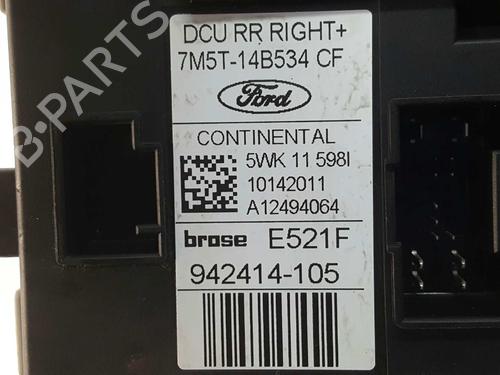 DCU RR RIGHT+
7M5T-14B534 CF
Ford
CONTINENTAL
5WK 11 598I
10142011
A12494064
brose E521F
942414-105
B-PARTS